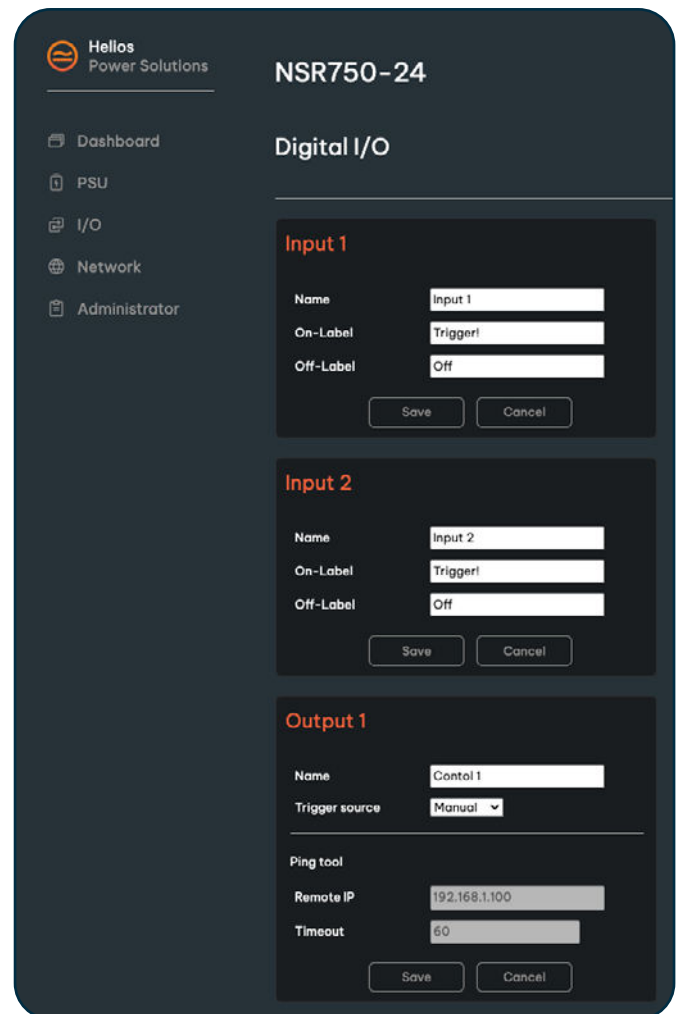 Helios
Power Solutions
Dashboard
PSU
I/O
Network
Administrator
NSR750-24
Digital I/O
Input 1
Name Input 1
On-Label Trigger!
Off-Label Off
Save Cancel
Input 2
Name Input 2
On-Label Trigger!
Off-Label Off
Save Cancel
Output 1
Name Contol 1
Trigger source Manual
Ping tool
Remote IP 192.168.1.100
Timeout 60
Save Cancel